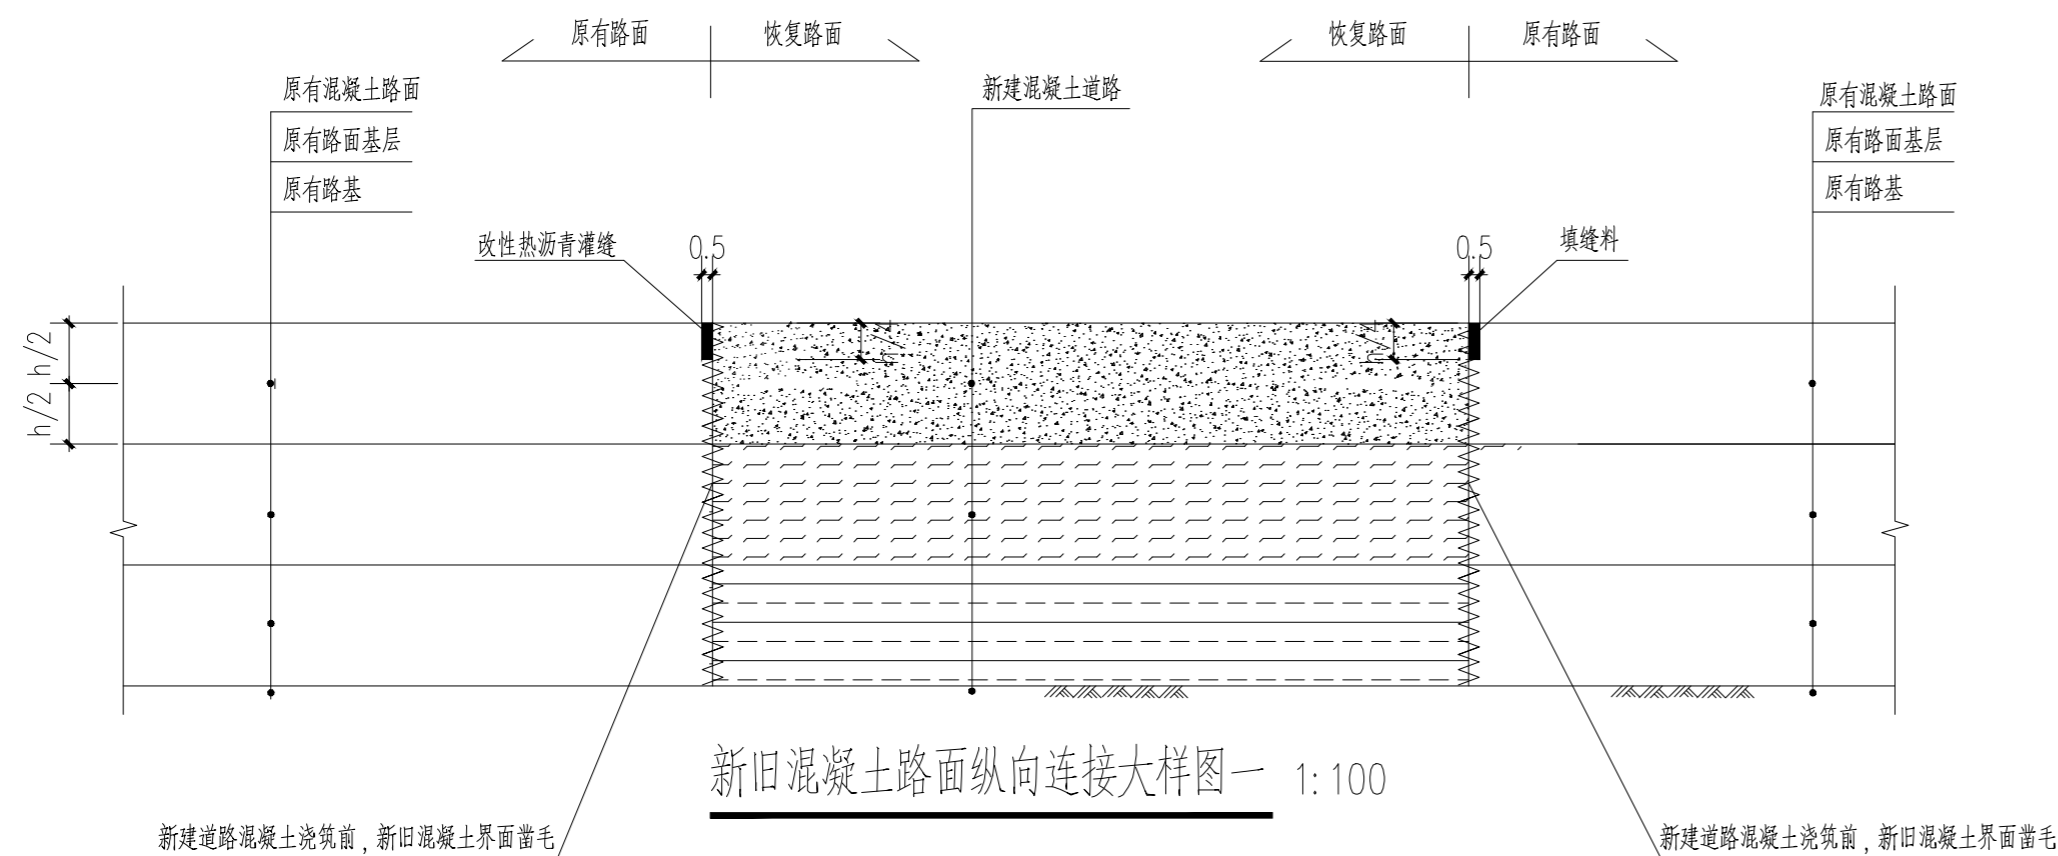 原有路面 恢复路面 恢复路面 原有路面
原有混凝土路面 新建混凝土道路 原有混凝土路面
原有路面基层 原有路面基层
原有路基 原有路基
改性热沥青灌缝 0.5 0.5 填缝料
h/2
h/2
h/4 h/4
新旧混凝土路面纵向连接大样图一 1:100
新建道路混凝土浇筑前,新旧混凝土界面凿毛 新建道路混凝土浇筑前,新旧混凝土界面凿毛